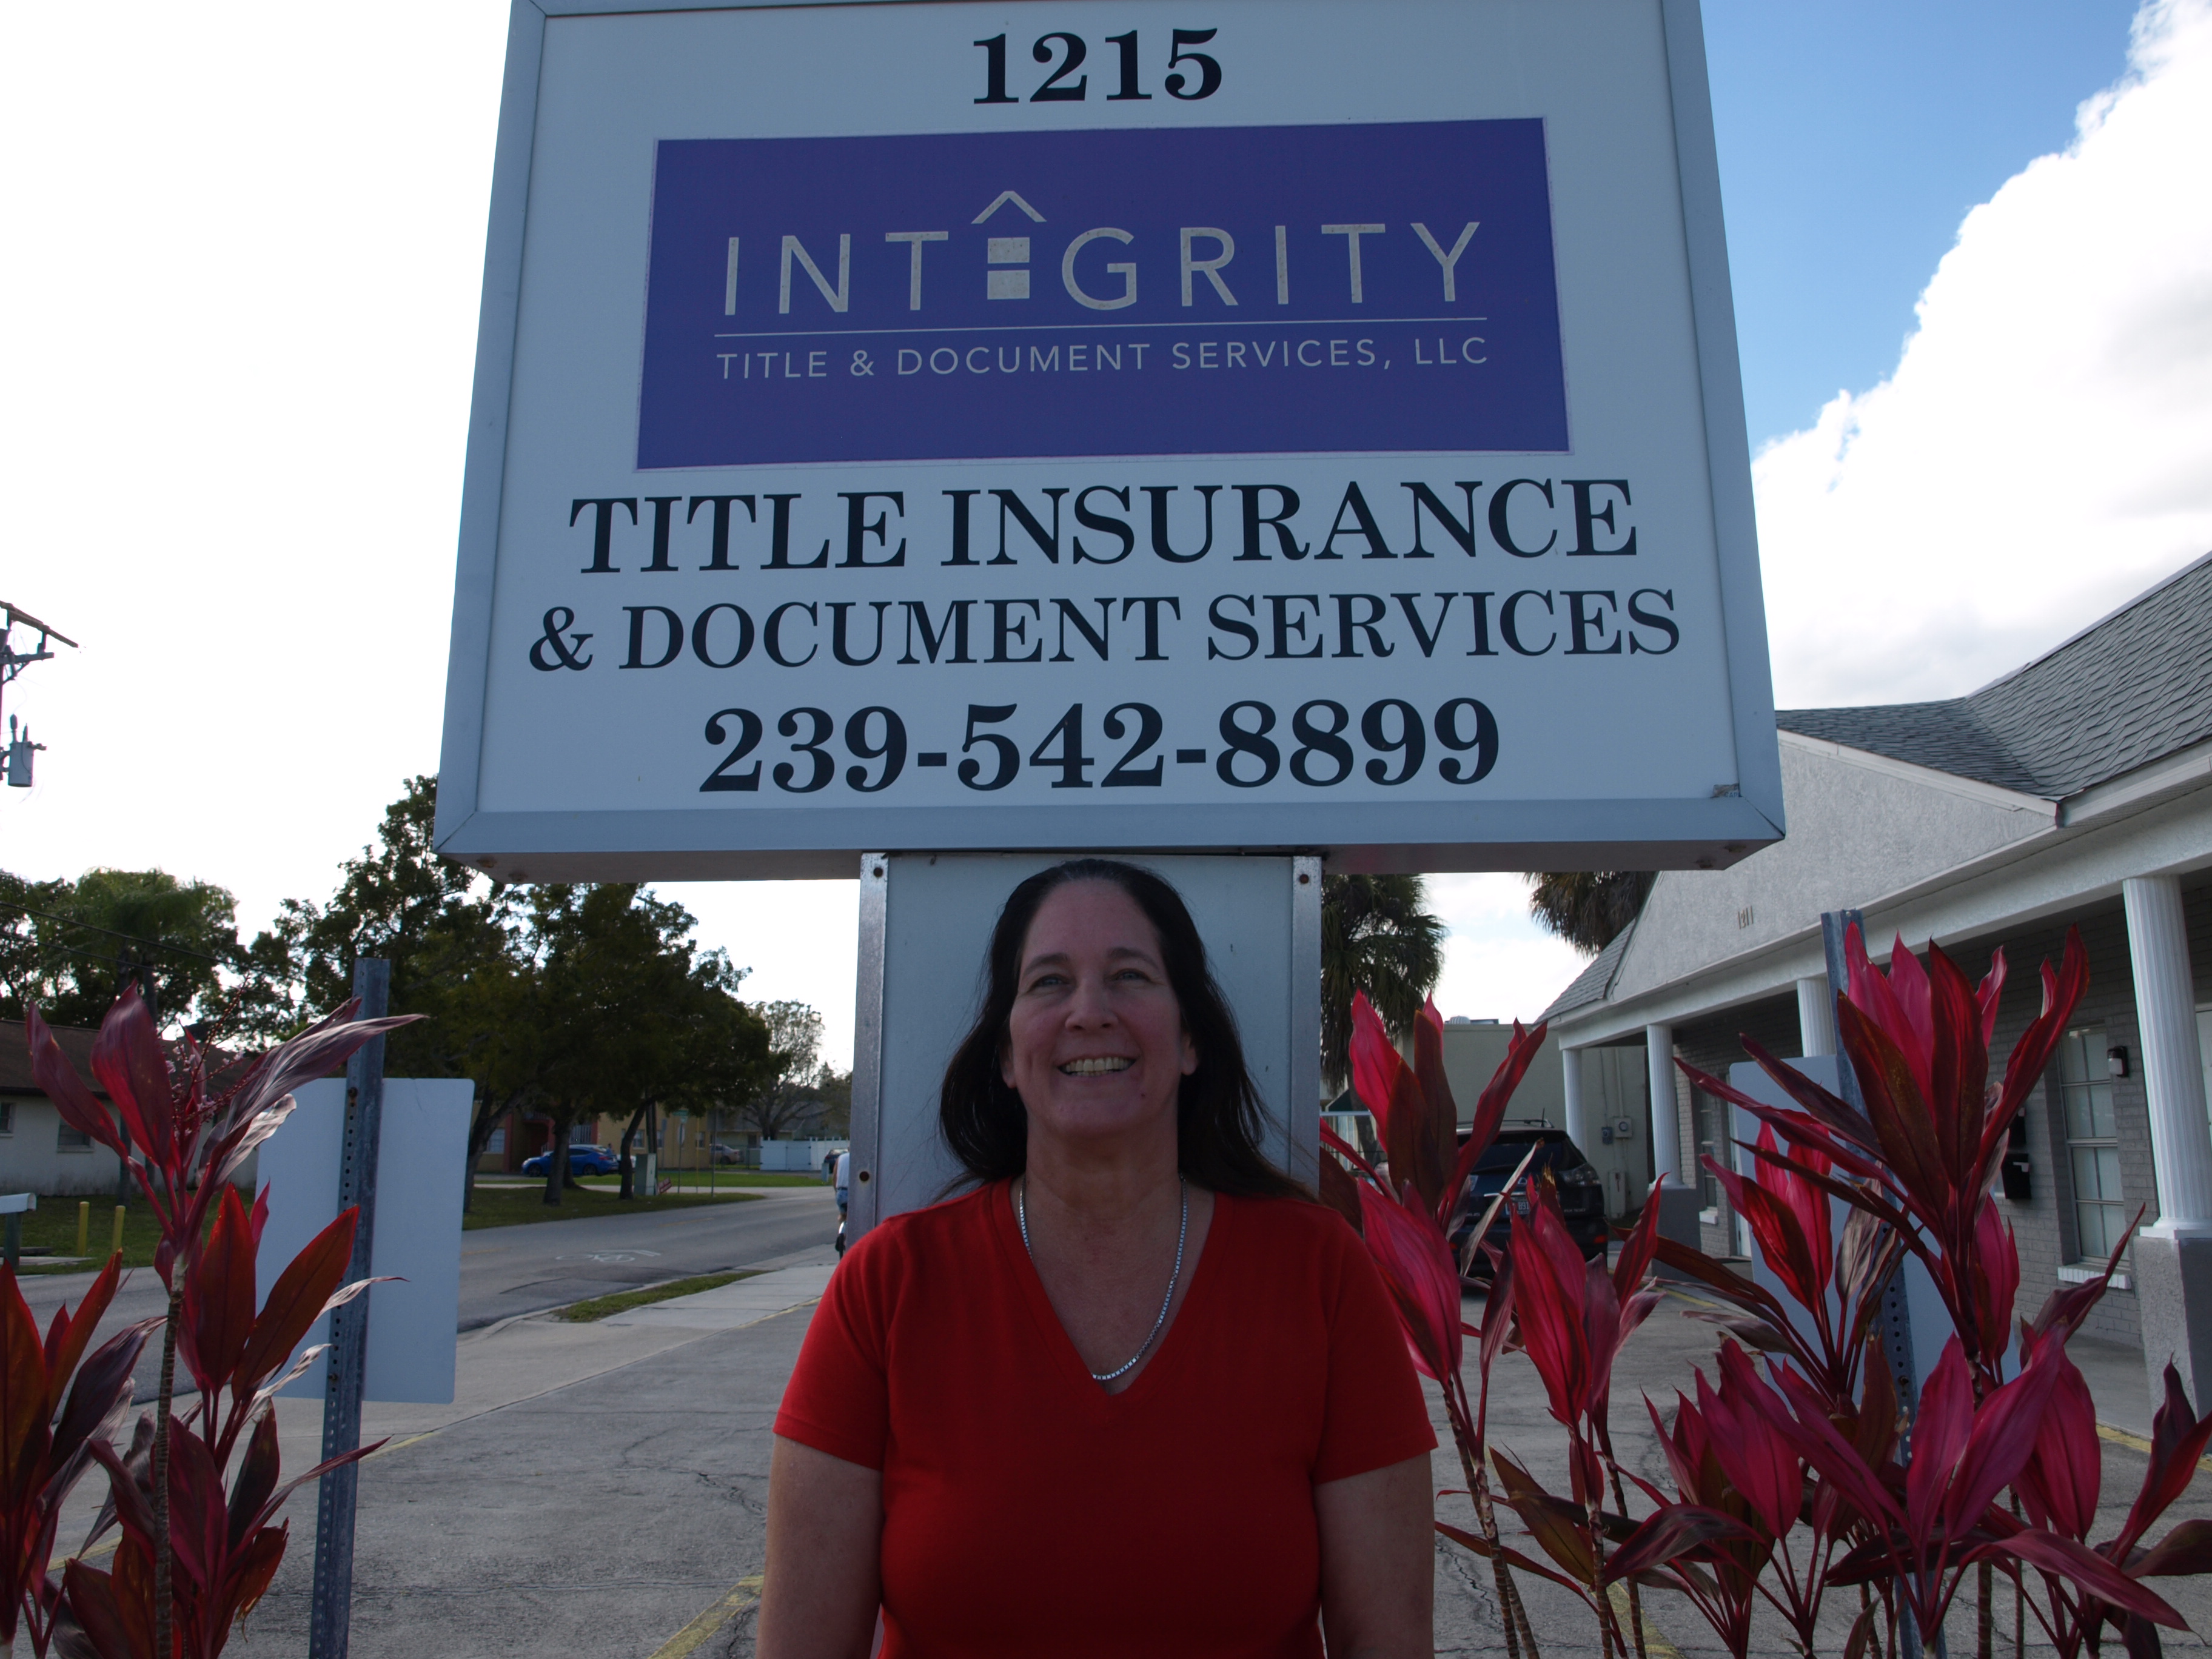 1215
INTEGRITY
TITLE & DOCUMENT SERVICES, LLC
TITLE INSURANCE
& DOCUMENT SERVICES
239-542-8899